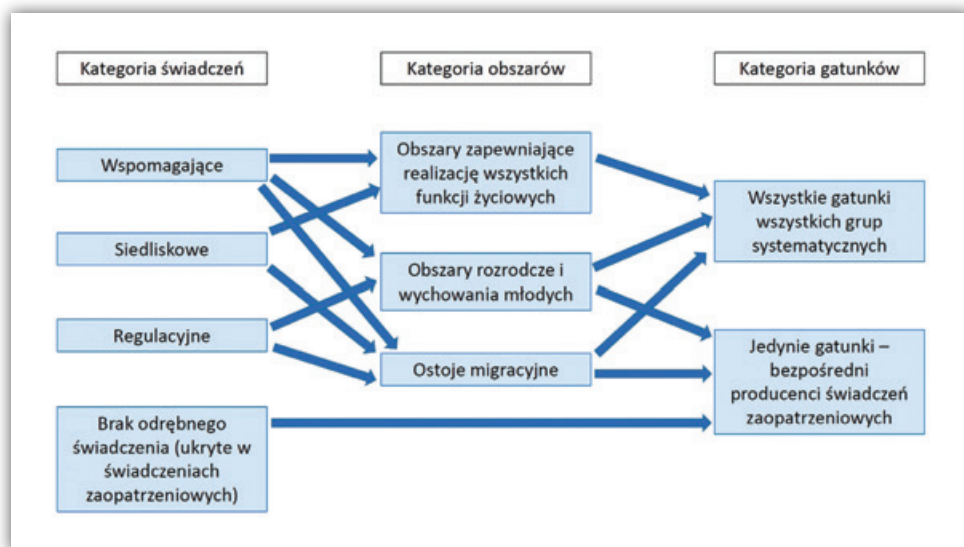 Kategoria świadczeń
Kategoria obszarów
Kategoria gatunków
Wspomagające
Siedliskowe
Regulacyjne
Brak odrębnego
świadczenia (ukryte w
świadczeniach
zaopatrzeniowych)
Obszary zapewniające
realizację wszystkich
funkcji życiowych
Obszary rozrodcze i
wychowania młodych
Ostoje migracyjne
Wszystkie gatunki
wszystkich grup
systematycznych
Jedynie gatunki –
bezpośredni
producenci świadczeń
zaopatrzeniowych